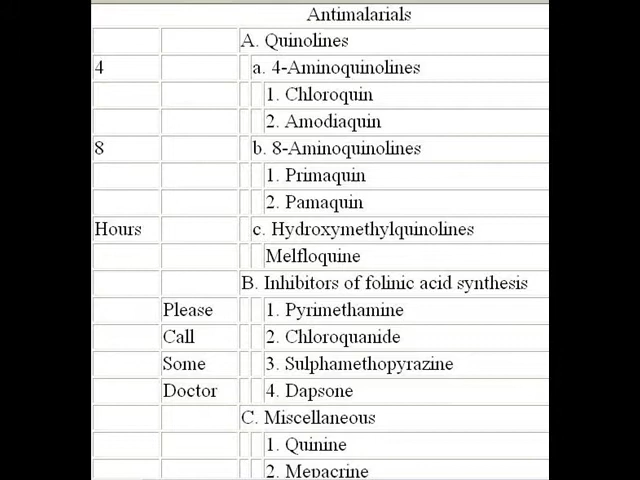 Antimalarials
A. Quinolines
4 a. 4-Aminoquinolines
1. Chloroquin
2. Amodiaquin
8 b. 8-Aminoquinolines
1. Primaquin
2. Pamaquin
Hours c. Hydroxymethylquinolines
Melfloquine
B. Inhibitors of folinic acid synthesis
Please 1. Pyrimethamine
Call 2. Chloroquanide
Some 3. Sulphamethopyrazine
Doctor 4. Dapsone
C. Miscellaneous
1. Quinine
2. Mepacrine